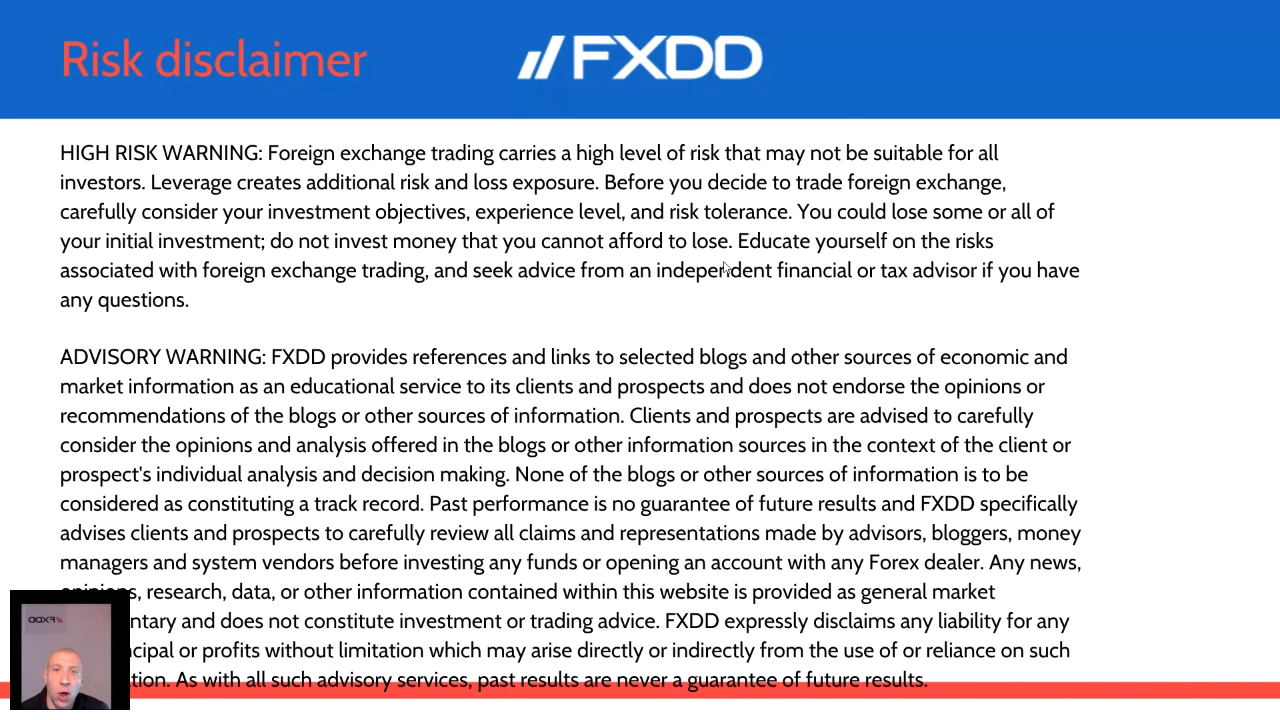 Risk disclaimer
FXDD
HIGH RISK WARNING: Foreign exchange trading carries a high level of risk that may not be suitable for all
investors. Leverage creates additional risk and loss exposure. Before you decide to trade foreign exchange,
carefully consider your investment objectives, experience level, and risk tolerance. You could lose some or all of
your initial investment; do not invest money that you cannot afford to lose. Educate yourself on the risks
associated with foreign exchange trading, and seek advice from an independent financial or tax advisor if you have
any questions.
ADVISORY WARNING: FXDD provides references and links to selected blogs and other sources of economic and
market information as an educational service to its clients and prospects and does not endorse the opinions or
recommendations of the blogs or other sources of information. Clients and prospects are advised to carefully
consider the opinions and analysis offered in the blogs or other information sources in the context of the client or
prospect's individual analysis and decision making. None of the blogs or other sources of information is to be
considered as constituting a track record. Past performance is no guarantee of future results and FXDD specifically
advises clients and prospects to carefully review all claims and representations made by advisors, bloggers, money
managers and system vendors before investing any funds or opening an account with any Forex dealer. Any news,
opinions, research, data, or other information contained within this website is provided as general market
ntary and does not constitute investment or trading advice. FXDD expressly disclaims any liability for any
cipal or profits without limitation which may arise directly or indirectly from the use of or reliance on such
tion. As with all such advisory services, past results are never a guarantee of future results.
FXDD